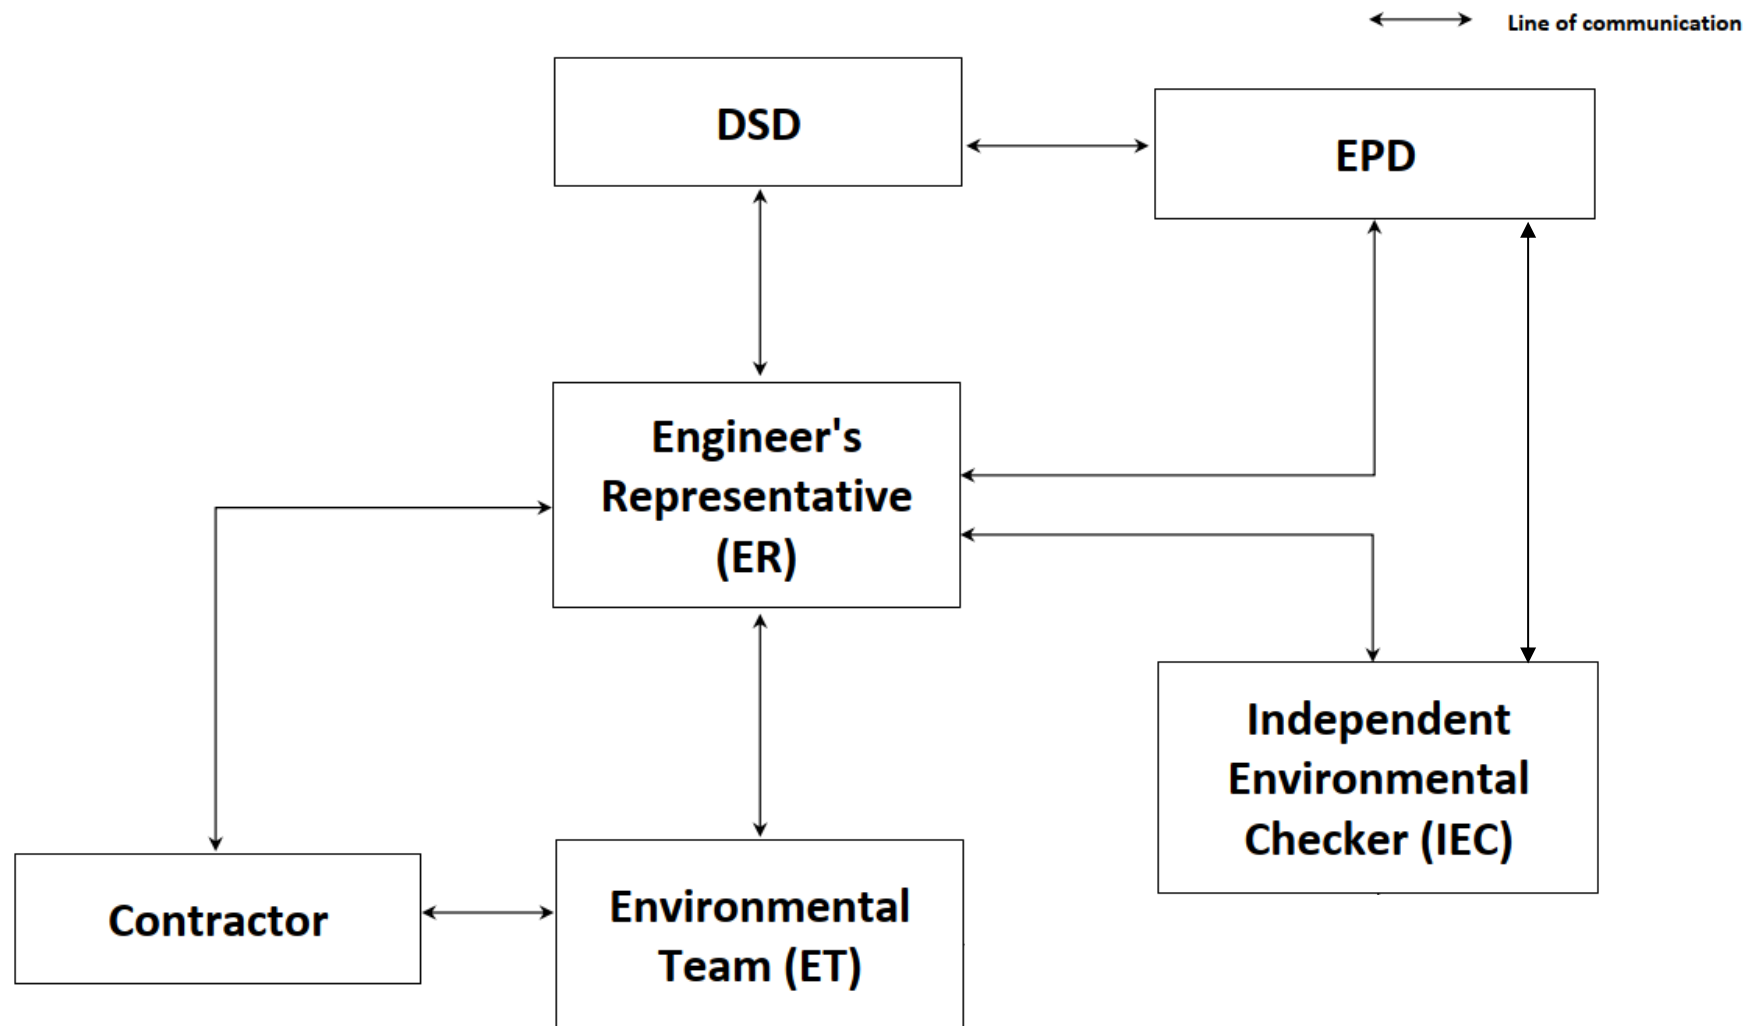 Line of communication
DSD
EPD
Engineer's
Representative
(ER)
Independent
Environmental
Checker (IEC)
Contractor
Environmental
Team (ET)